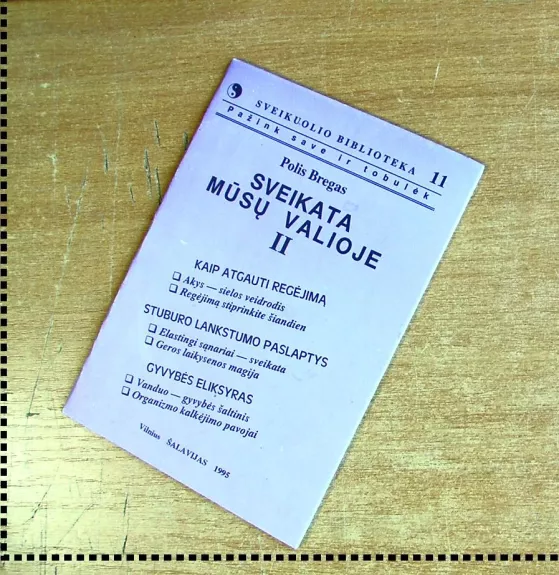 SVEIKUOLIO BIBLIOTEKA 11
Pažink save ir tobulėk
Polis Bregas
SVEIKATA
MŪSŲ VALIOJE
II
KAIP ATGAUTI REGĖJIMĄ
❑ Akys — sielos veidrodis
❑ Regėjimą stiprinkite šiandien
STUBURO LANKSTUMO PASLAPTYS
❑ Elastingi sąnariai — sveikata
❑ Geros laikysenos magija
GYVYBĖS ELIKSYRAS
❑ Vanduo — gyvybės šaltinis
❑ Organizmo kalkėjimo pavojai
Vilnius ŠALAVIJAS 1995